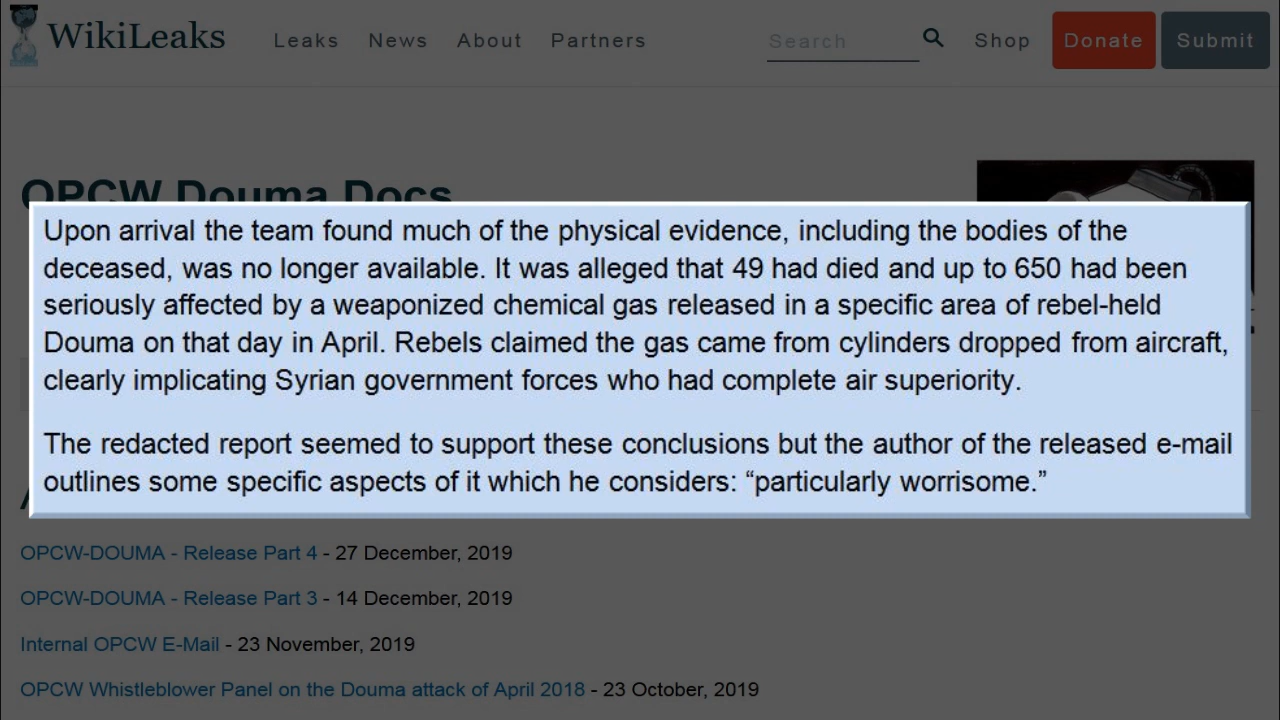 WikiLeaks
Leaks News About Partners
Search
Shop Donate Submit
OPCW Douma Docs
Upon arrival the team found much of the physical evidence, including the bodies of the
deceased, was no longer available. It was alleged that 49 had died and up to 650 had been
seriously affected by a weaponized chemical gas released in a specific area of rebel-held
Douma on that day in April. Rebels claimed the gas came from cylinders dropped from aircraft,
clearly implicating Syrian government forces who had complete air superiority.
The redacted report seemed to support these conclusions but the author of the released e-mail
outlines some specific aspects of it which he considers: “particularly worrisome.”
OPCW-DOUMA - Release Part 4 - 27 December, 2019
OPCW-DOUMA - Release Part 3 - 14 December, 2019
Internal OPCW E-Mail - 23 November, 2019
OPCW Whistleblower Panel on the Douma attack of April 2018 - 23 October, 2019